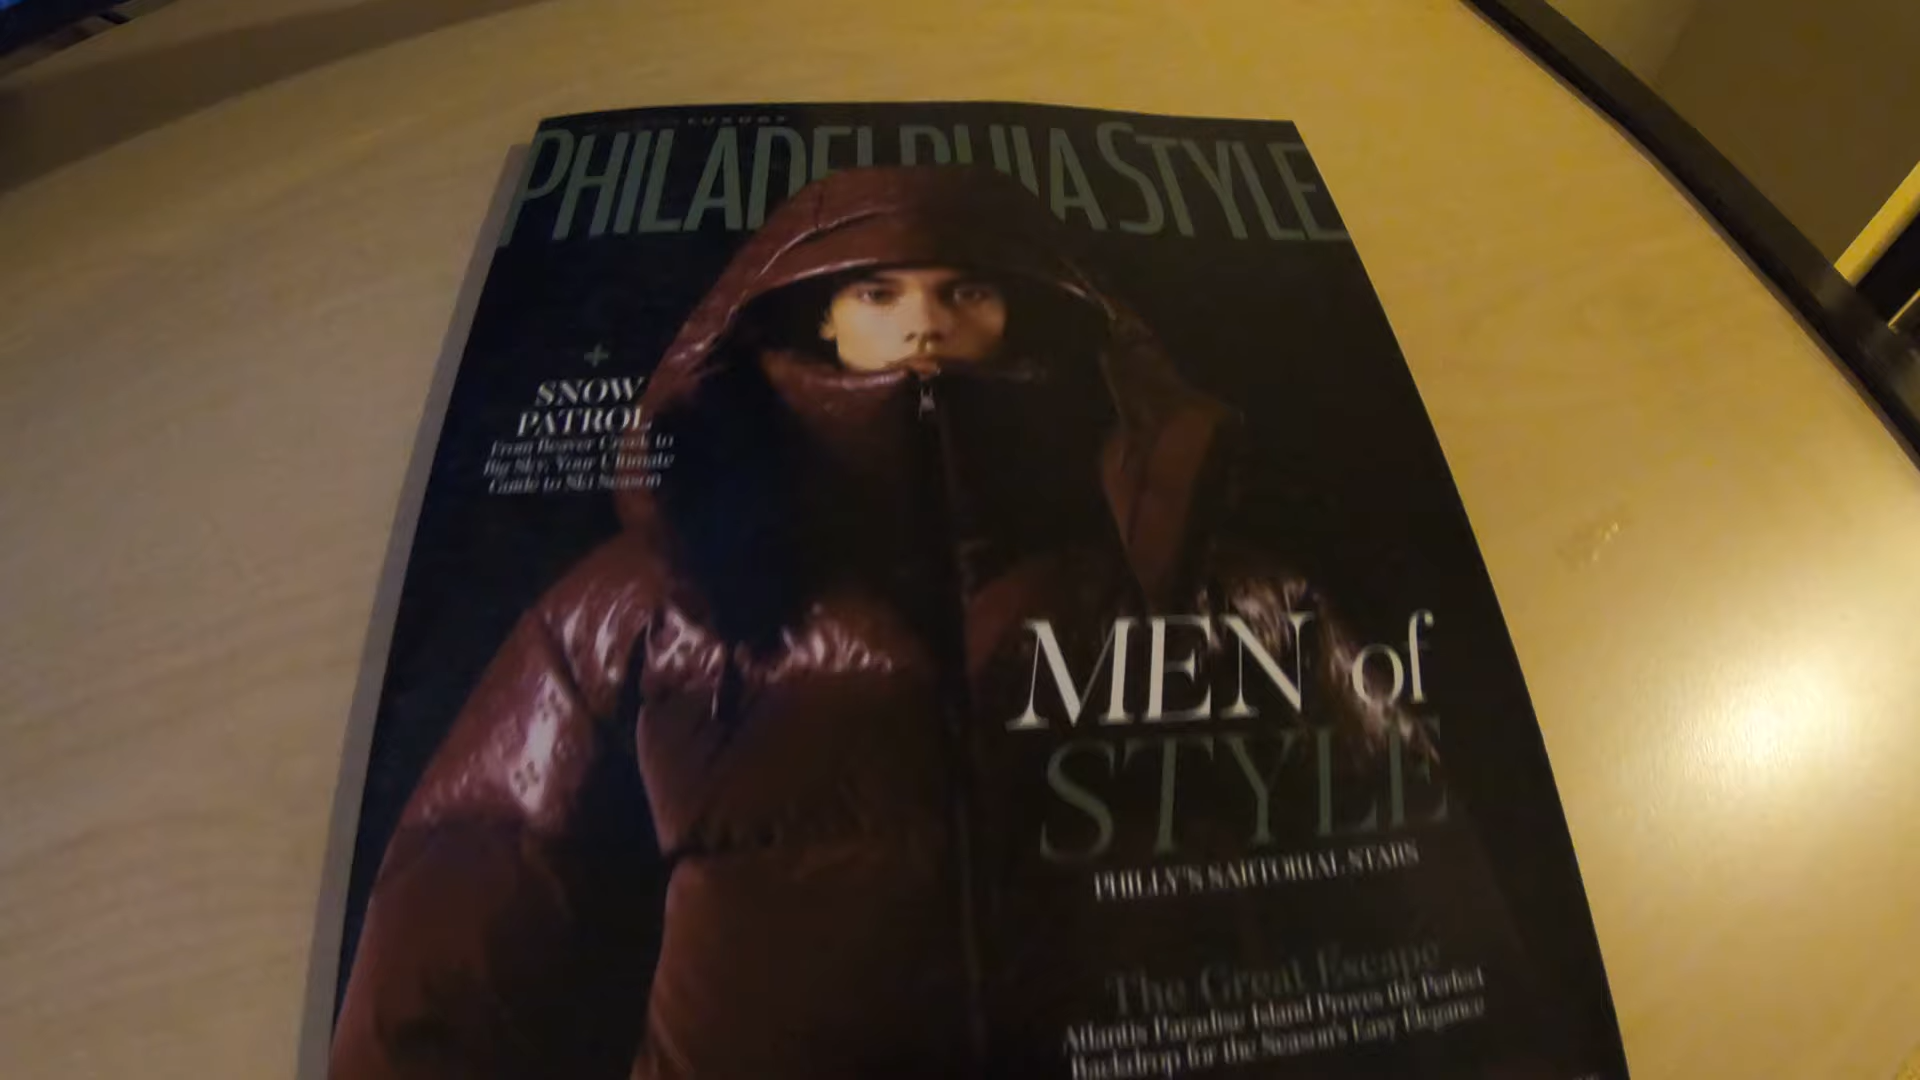 LUXURY
PHILADELPHIA STYLE
+
SNOW
PATROL
From Beaver Creek to
Big Sky, Your Ultimate
Guide to Ski Season
MEN of
STYLE
PHILLY'S SARTORIAL STARS
The Great Escape
Atlantis Paradise Island Proves the Perfect
Backdrop for the Season's Easy Elegance